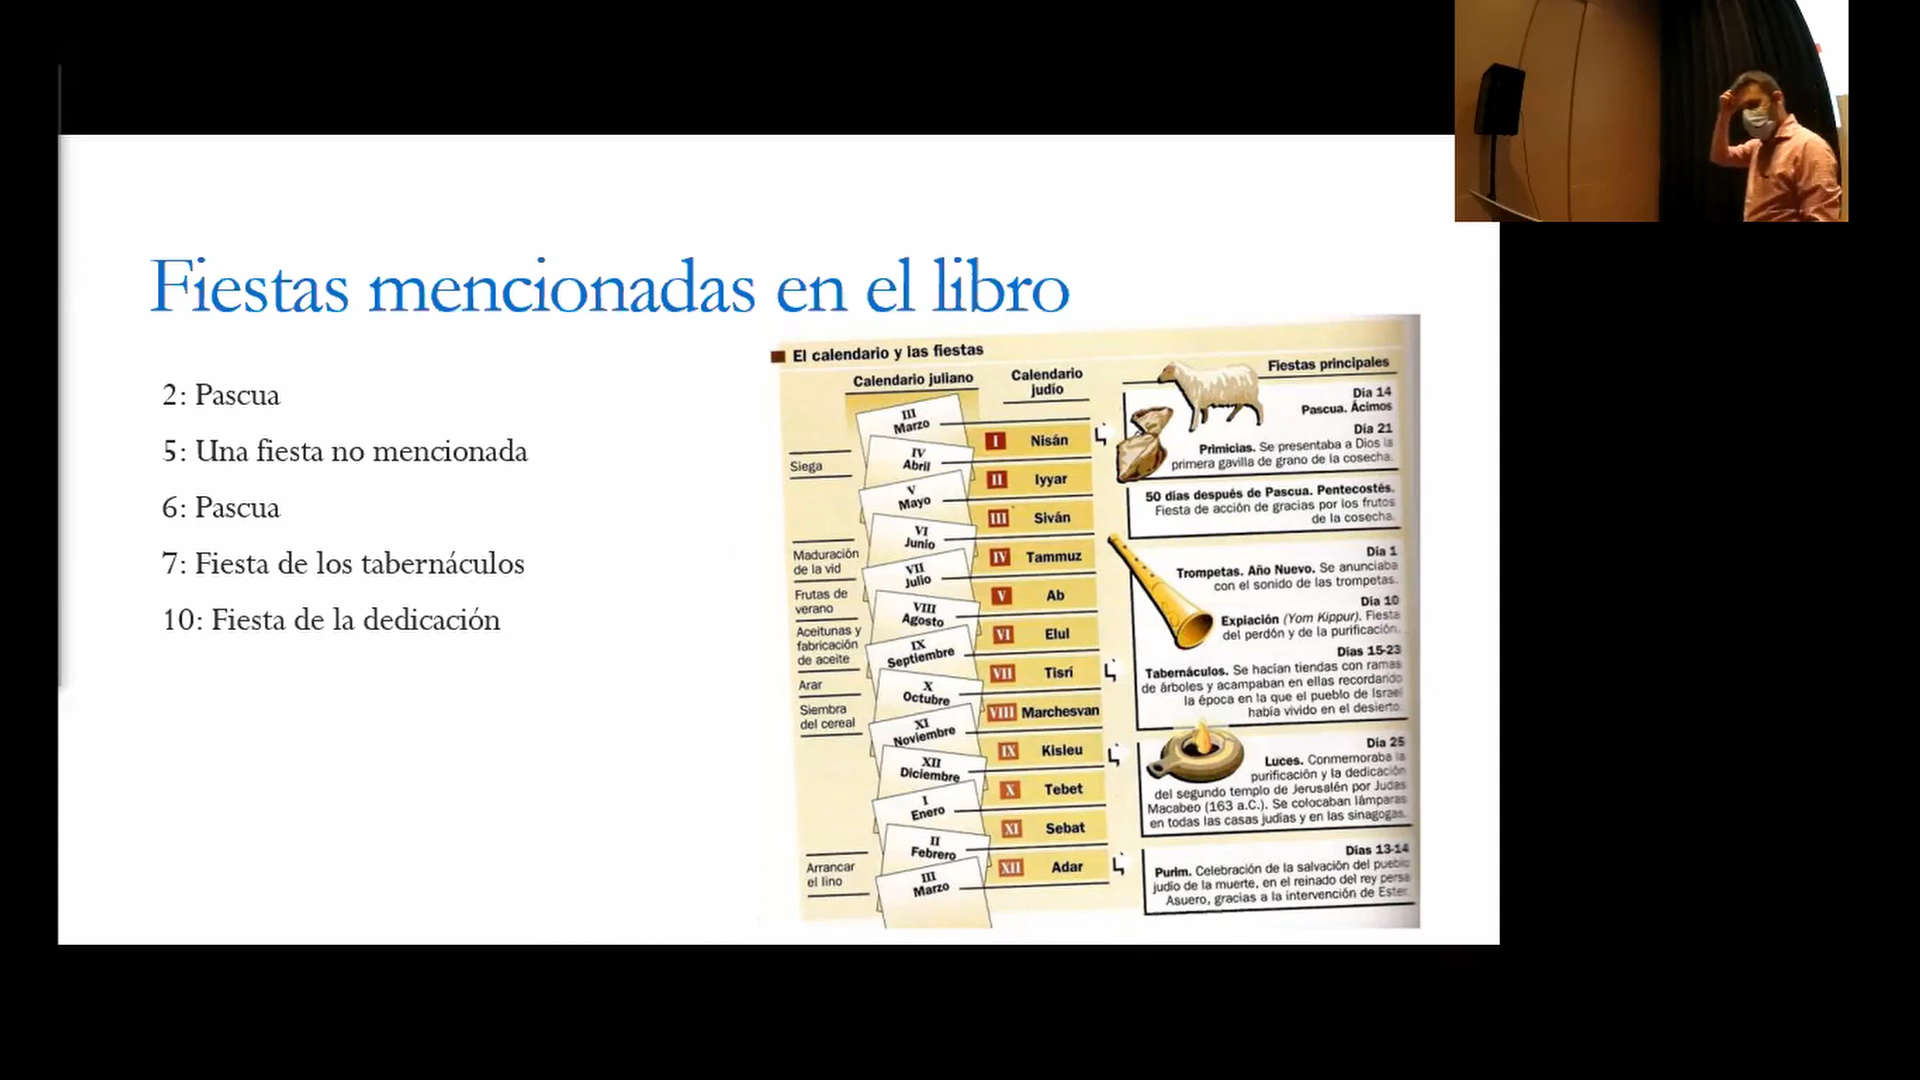 Fiestas mencionadas en el libro
2: Pascua
5: Una fiesta no mencionada
6: Pascua
7: Fiesta de los tabernáculos
10: Fiesta de la dedicación
El calendario y las fiestas
Calendario juliano
Calendario
judío
Fiestas principales
III
Marzo
IV
Abril
V
Mayo
VI
Junio
VII
Julio
VIII
Agosto
IX
Septiembre
X
Octubre
XI
Noviembre
XII
Diciembre
I
Enero
II
Febrero
III
Marzo
Siega
Maduración
de la vid
Frutas de
verano
Aceitunas y
fabricación
de aceite
Arar
Siembra
del cereal
Arrancar
el lino
I Nisán
II Iyyar
III Siván
IV Tammuz
V Ab
VI Elul
VII Tisrí
VIII Marchesvan
IX Kisleu
X Tebet
XI Sebat
XII Adar
Día 14
Pascua. Ácimos
Día 21
Primicias. Se presentaba a Dios la
primera gavilla de grano de la cosecha.
50 días después de Pascua. Pentecostés.
Fiesta de acción de gracias por los frutos
de la cosecha.
Día 1
Trompetas. Año Nuevo. Se anunciaba
con el sonido de las trompetas.
Día 10
Expiación (Yom Kippur). Fiesta
del perdón y de la purificación.
Días 15-23
Tabernáculos. Se hacían tiendas con ramas
de árboles y acampaban en ellas recordando
la época en la que el pueblo de Israel
había vivido en el desierto.
Día 25
Luces. Conmemoraba la
purificación y la dedicación
del segundo templo de Jerusalén por Judas
Macabeo (163 a.C.). Se colocaban lámparas
en todas las casas judías y en las sinagogas.
Días 13-14
Purim. Celebración de la salvación del pueblo
judío de la muerte, en el reinado del rey persa
Asuero, gracias a la intervención de Ester.